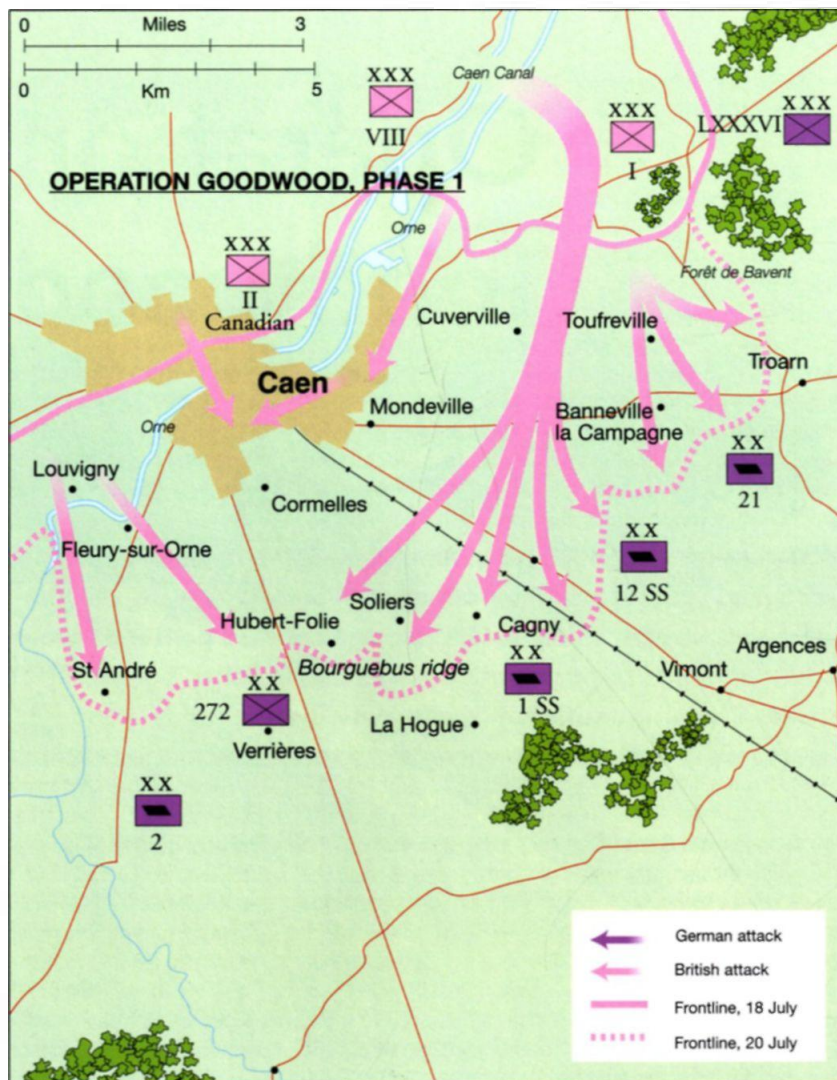 0 Miles 3
0 Km 5
Caen Canal
XXX
VIII
XXX
I
XXX
LXXXVI
OPERATION GOODWOOD, PHASE 1
Orne
XXX
II
Canadian
Forêt de Bavent
Cuverville
Toufreville
Troarn
Caen
Mondeville
Banneville
la Campagne
Orne
Louvigny
XX
21
Cormelles
Fleury-sur-Orne
XX
12 SS
Soliers
Hubert-Folie
Cagny
Argences
Bourguebus ridge
St André
XX
1 SS
Vimont
XX
272
Verrières
La Hogue
XX
2
German attack
British attack
Frontline, 18 July
Frontline, 20 July